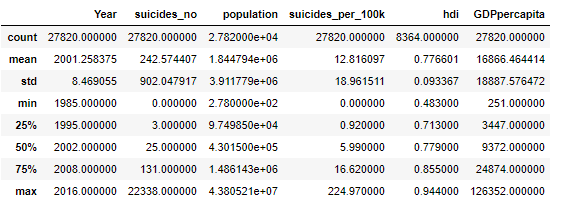 Year suicides_no population suicides_per_100k hdi GDPpercapita
count 27820.000000 27820.000000 2.782000e+04 27820.000000 8364.000000 27820.000000
mean 2001.258375 242.574407 1.844794e+06 12.816097 0.776601 16866.464414
std 8.469055 902.047917 3.911779e+06 18.961511 0.093367 18887.576472
min 1985.000000 0.000000 2.780000e+02 0.000000 0.483000 251.000000
25% 1995.000000 3.000000 9.749850e+04 0.920000 0.713000 3447.000000
50% 2002.000000 25.000000 4.301500e+05 5.990000 0.779000 9372.000000
75% 2008.000000 131.000000 1.486143e+06 16.620000 0.855000 24874.000000
max 2016.000000 22338.000000 4.380521e+07 224.970000 0.944000 126352.000000